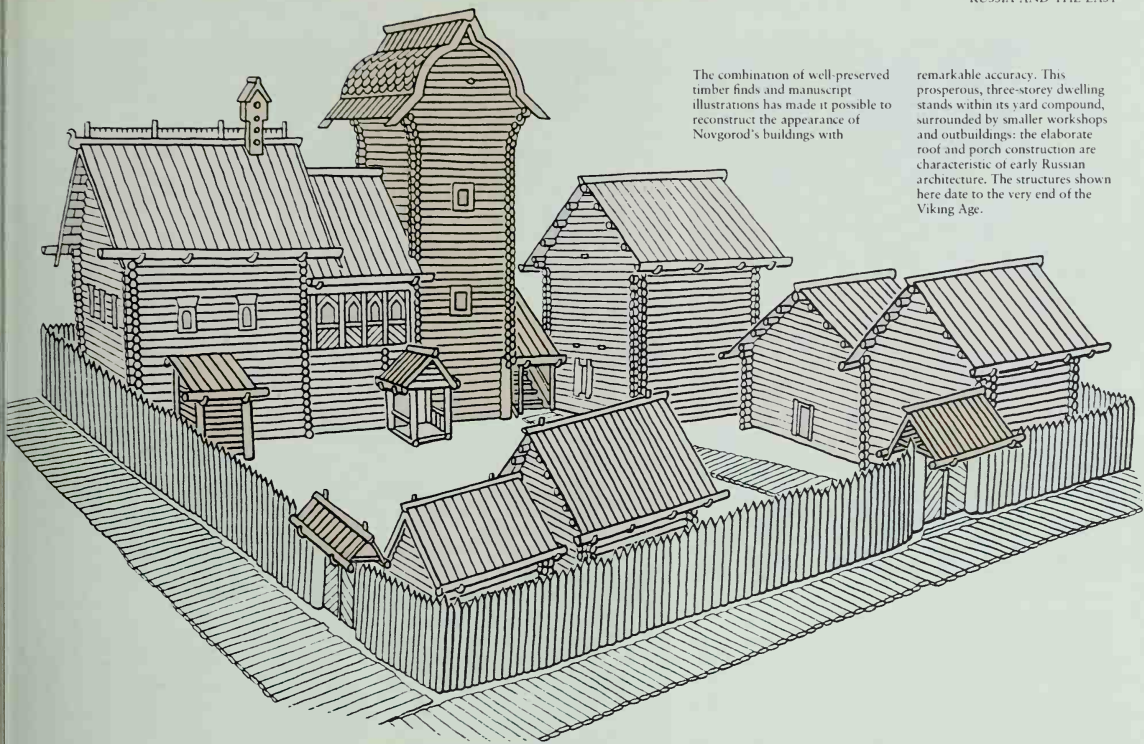 RUSSIA AND THE EAST
The combination of well-preserved
timber finds and manuscript
illustrations has made it possible to
reconstruct the appearance of
Novgorod's buildings with
remarkable accuracy. This
prosperous, three-storey dwelling
stands within its yard compound,
surrounded by smaller workshops
and outbuildings: the elaborate
roof and porch construction are
characteristic of early Russian
architecture. The structures shown
here date to the very end of the
Viking Age.